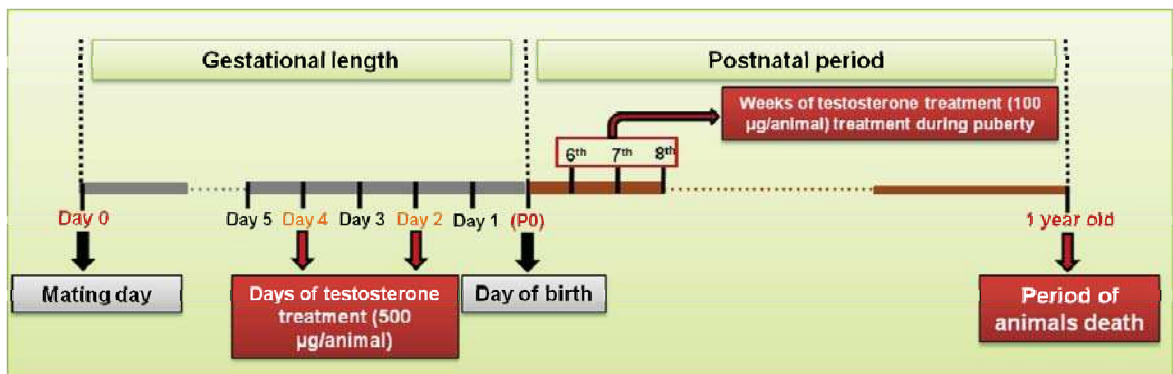 Gestational length
Postnatal period
Weeks of testosterone treatment (100
µg/animal) treatment during puberty
6th 7th 8th
Day 0 Day 5 Day 4 Day 3 Day 2 Day 1 (P0) 1 year old
Mating day
Days of testosterone
treatment (500
µg/animal)
Day of birth
Period of
animals death